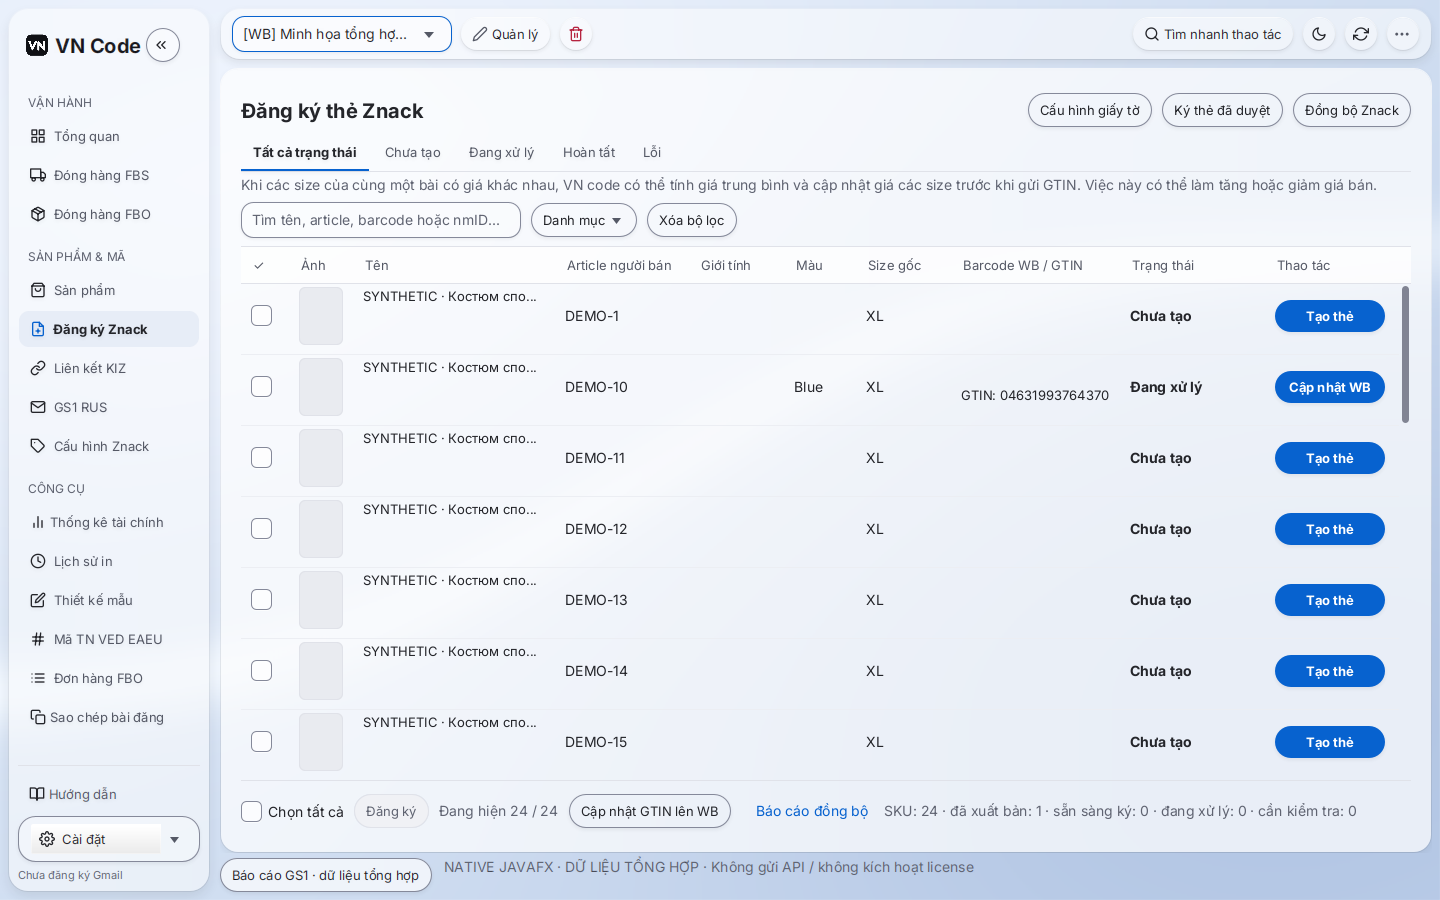 VN Code
VẬN HÀNH
Tổng quan
Đóng hàng FBS
Đóng hàng FBO
SẢN PHẨM & MÃ
Sản phẩm
Đăng ký Znack
Liên kết KIZ
GS1 RUS
Cấu hình Znack
CÔNG CỤ
Thống kê tài chính
Lịch sử in
Thiết kế mẫu
Mã TN VED EAEU
Đơn hàng FBO
Sao chép bài đăng
Hướng dẫn
Cài đặt
Chưa đăng ký Gmail
[WB] Minh họa tổng hợ... Quản lý Tìm nhanh thao tác
Đăng ký thẻ Znack Cấu hình giấy tờ Ký thẻ đã duyệt Đồng bộ Znack
Tất cả trạng thái Chưa tạo Đang xử lý Hoàn tất Lỗi
Khi các size của cùng một bài có giá khác nhau, VN code có thể tính giá trung bình và cập nhật giá các size trước khi gửi GTIN. Việc này có thể làm tăng hoặc giảm giá bán.
Tìm tên, article, barcode hoặc nmID... Danh mục Xóa bộ lọc
✓ Ảnh Tên Article người bán Giới tính Màu Size gốc Barcode WB / GTIN Trạng thái Thao tác
SYNTHETIC · Костюм спо...
DEMO-1 XL Chưa tạo Tạo thẻ
SYNTHETIC · Костюм спо...
DEMO-10 Blue XL GTIN: 04631993764370 Đang xử lý Cập nhật WB
SYNTHETIC · Костюм спо...
DEMO-11 XL Chưa tạo Tạo thẻ
SYNTHETIC · Костюм спо...
DEMO-12 XL Chưa tạo Tạo thẻ
SYNTHETIC · Костюм спо...
DEMO-13 XL Chưa tạo Tạo thẻ
SYNTHETIC · Костюм спо...
DEMO-14 XL Chưa tạo Tạo thẻ
SYNTHETIC · Костюм спо...
DEMO-15 XL Chưa tạo Tạo thẻ
Chọn tất cả Đăng ký Đang hiện 24 / 24 Cập nhật GTIN lên WB Báo cáo đồng bộ SKU: 24 · đã xuất bản: 1 · sẵn sàng ký: 0 · đang xử lý: 0 · cần kiểm tra: 0
Báo cáo GS1 · dữ liệu tổng hợp NATIVE JAVAFX · DỮ LIỆU TỔNG HỢP · Không gửi API / không kích hoạt license